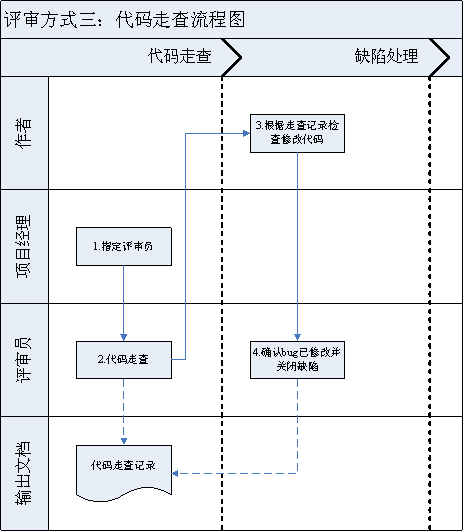 评审方式三：代码走查流程图
代码走查
缺陷处理
作者
3.根据走查记录检
查修改代码
项目经理
1.指定评审员
评审员
2.代码走查
4.确认bug已修改并
关闭缺陷
输出文档
代码走查记录